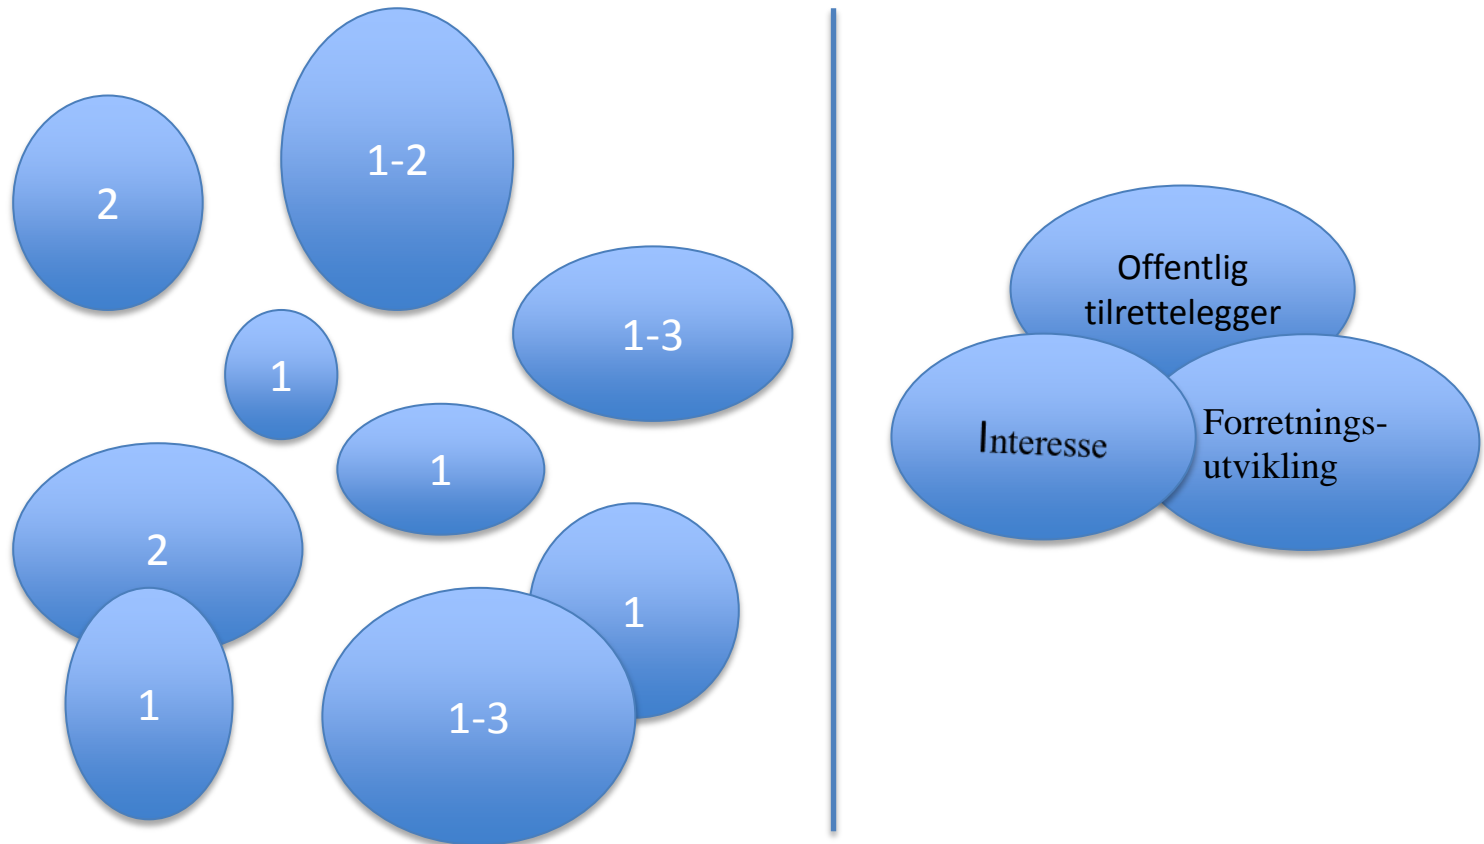 2
1-2
1-3
1
1
2
1
1
1-3
Offentlig
tilrettelegger
Interesse
Forretnings-
utvikling